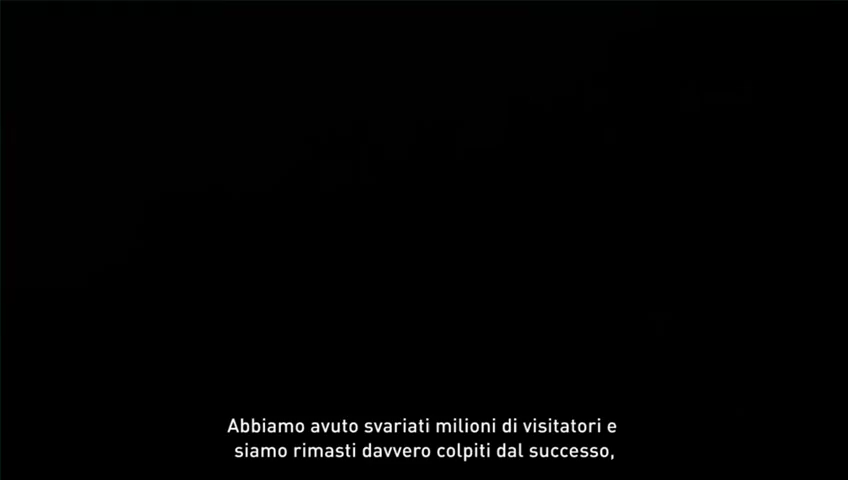 Abbiamo avuto svariati milioni di visitatori e
siamo rimasti davvero colpiti dal successo,